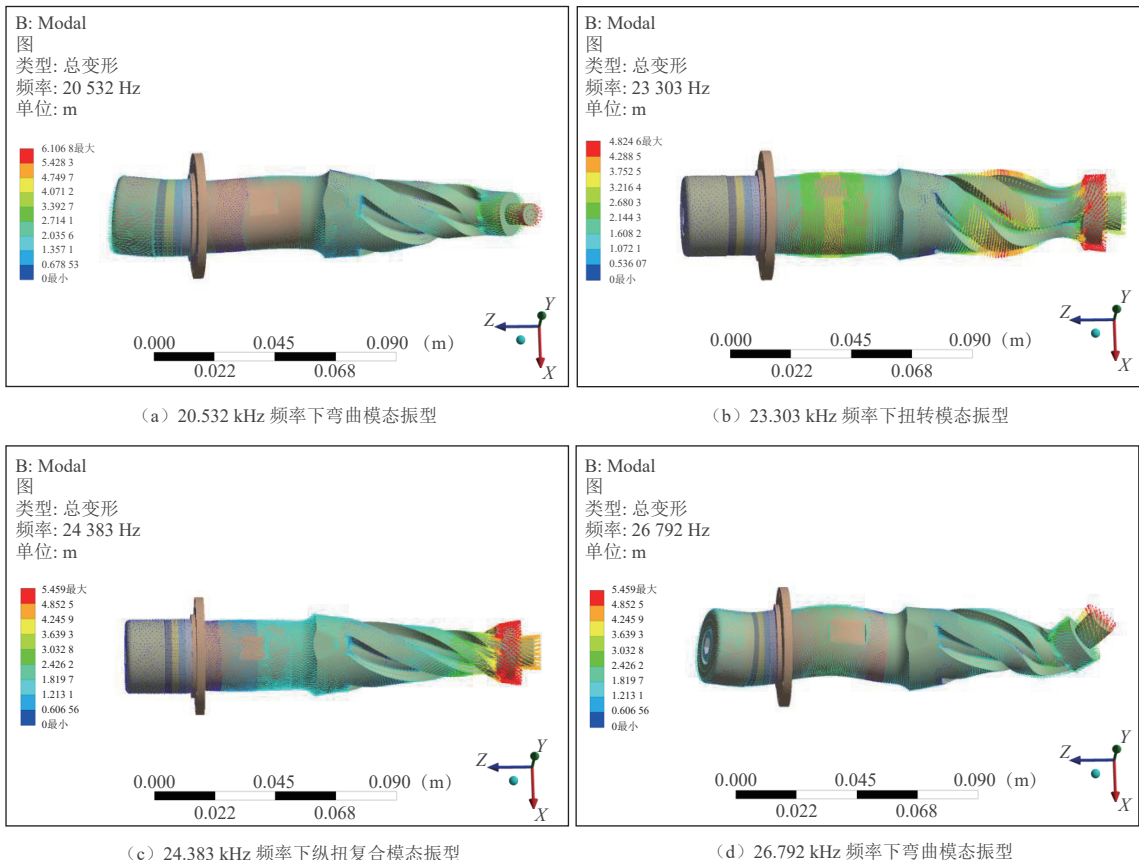 B: Modal
图
类型: 总变形
频率: 20 532 Hz
单位: m
6.106 8最大
5.428 3
4.749 7
4.071 2
3.392 7
2.714 1
2.035 6
1.357 1
0.678 53
0最小
Z
Y
X
0.000 0.045 0.090 (m)
0.022 0.068
(a) 20.532 kHz 频率下弯曲模态振型
B: Modal
图
类型: 总变形
频率: 23 303 Hz
单位: m
4.824 6最大
4.288 5
3.752 5
3.216 4
2.680 3
2.144 3
1.608 2
1.072 1
0.536 07
0最小
Z
Y
X
0.000 0.045 0.090 (m)
0.022 0.068
(b) 23.303 kHz 频率下扭转模态振型
B: Modal
图
类型: 总变形
频率: 24 383 Hz
单位: m
5.459最大
4.852 5
4.245 9
3.639 3
3.032 8
2.426 2
1.819 7
1.213 1
0.606 56
0最小
Z
Y
X
0.000 0.045 0.090 (m)
0.022 0.068
(c) 24.383 kHz 频率下纵扭复合模态振型
B: Modal
图
类型: 总变形
频率: 26 792 Hz
单位: m
5.459最大
4.852 5
4.245 9
3.639 3
3.032 8
2.426 2
1.819 7
1.213 1
0.606 56
0最小
Z
Y
X
0.000 0.045 0.090 (m)
0.022 0.068
(d) 26.792 kHz 频率下弯曲模态振型